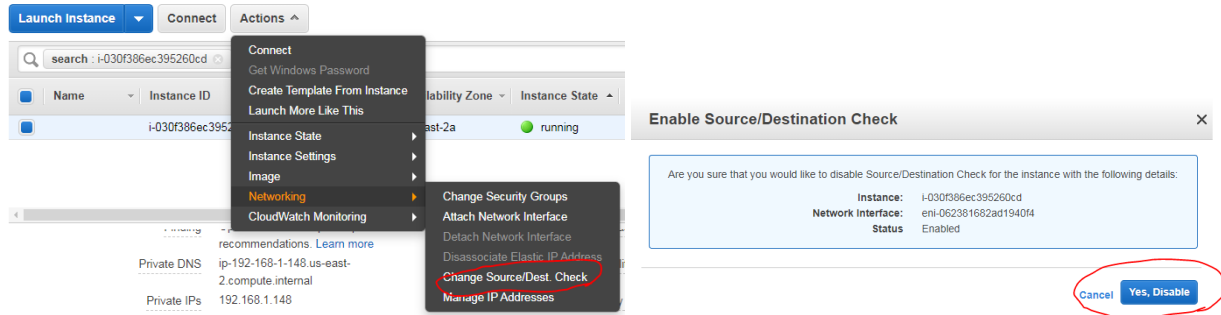 Launch Instance Connect Actions
search : i-030f386ec395260cd
Name Instance ID lability Zone Instance State
i-030f386ec3952 ast-2a running
Connect
Get Windows Password
Create Template From Instance
Launch More Like This
Instance State
Instance Settings
Image
Networking
CloudWatch Monitoring
Change Security Groups
Attach Network Interface
Detach Network Interface
Disassociate Elastic IP Address
Change Source/Dest. Check
Manage IP Addresses
recommendations. Learn more
Private DNS ip-192-168-1-148.us-east-
2.compute.internal
Private IPs 192.168.1.148
Enable Source/Destination Check
Are you sure that you would like to disable Source/Destination Check for the instance with the following details:
Instance: i-030f386ec395260cd
Network Interface: eni-062381682ad1940f4
Status Enabled
Cancel Yes, Disable